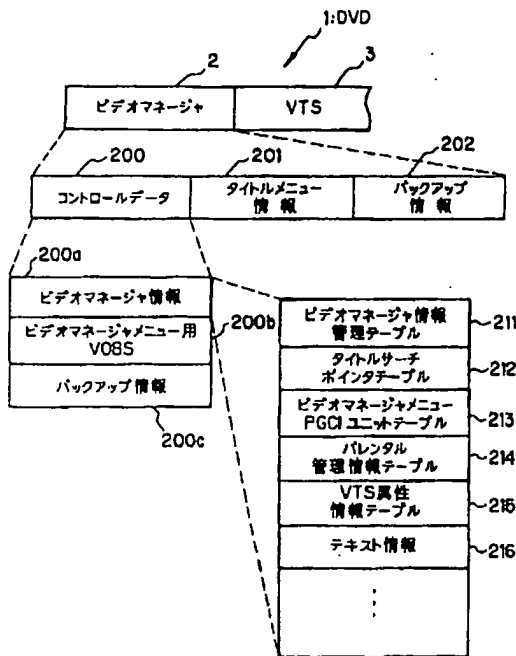 1:DVD
2
3
ビデオマネージャ
VTS
200
201
202
コントロールデータ
タイトルメニュー
情報
バックアップ
情報
200a
ビデオマネージャ情報
ビデオマネージャメニュー用
VOBS
200b
バックアップ情報
200c
ビデオマネージャ情報
管理テーブル
211
タイトルサーチ
ポインタテーブル
212
ビデオマネージャメニュー
PGCIユニットテーブル
213
パレンタル
管理情報テーブル
214
VTS属性
情報テーブル
215
テキスト情報
216